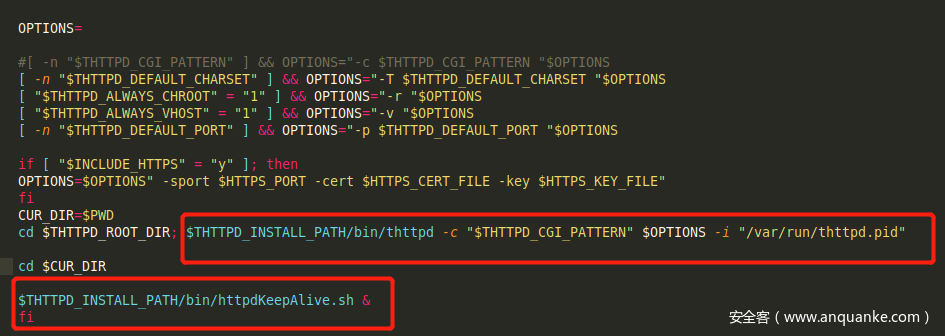 OPTIONS=
#[ -n "$THTTPD_CGI_PATTERN" ] && OPTIONS="-c $THTTPD_CGI_PATTERN "$OPTIONS
[ -n "$THTTPD_DEFAULT_CHARSET" ] && OPTIONS="-T $THTTPD_DEFAULT_CHARSET "$OPTIONS
[ "$THTTPD_ALWAYS_CHROOT" = "1" ] && OPTIONS="-r "$OPTIONS
[ "$THTTPD_ALWAYS_VHOST" = "1" ] && OPTIONS="-v "$OPTIONS
[ -n "$THTTPD_DEFAULT_PORT" ] && OPTIONS="-p $THTTPD_DEFAULT_PORT "$OPTIONS
if [ "$INCLUDE_HTTPS" = "y" ]; then
OPTIONS=$OPTIONS" -sport $HTTPS_PORT -cert $HTTPS_CERT_FILE -key $HTTPS_KEY_FILE"
fi
CUR_DIR=$PWD
cd $THTTPD_ROOT_DIR; $THTTPD_INSTALL_PATH/bin/thttpd -c "$THTTPD_CGI_PATTERN" $OPTIONS -i "/var/run/thttpd.pid"
cd $CUR_DIR
$THTTPD_INSTALL_PATH/bin/httpdKeepAlive.sh &
fi
安全客（www.anquanke.com）